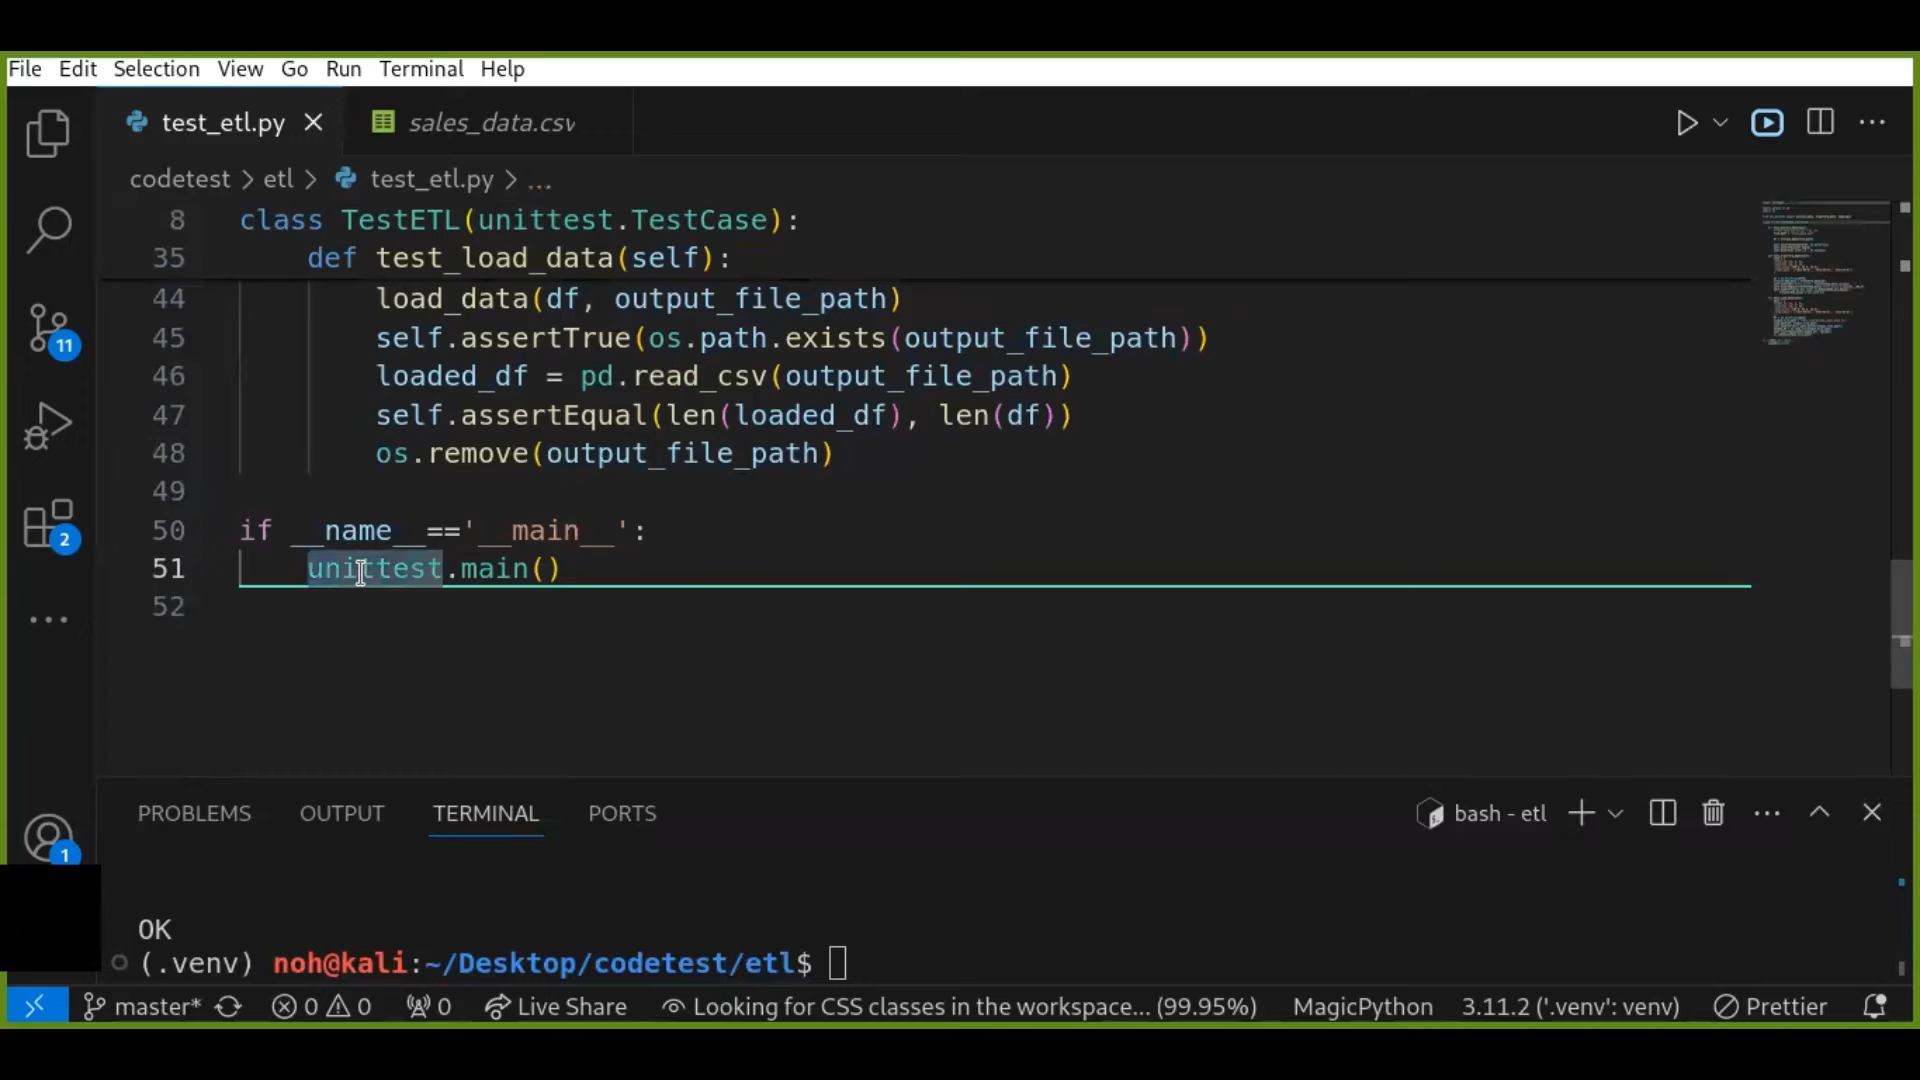 File Edit Selection View Go Run Terminal Help
test_etl.py sales_data.csv
codetest > etl > test_etl.py > ...
8 class TestETL(unittest.TestCase):
35 def test_load_data(self):
44 load_data(df, output_file_path)
45 self.assertTrue(os.path.exists(output_file_path))
46 loaded_df = pd.read_csv(output_file_path)
47 self.assertEqual(len(loaded_df), len(df))
48 os.remove(output_file_path)
49
50 if __name__=='__main__':
51 unittest.main()
52
11
2
1
PROBLEMS OUTPUT TERMINAL PORTS bash - etl
OK
(.venv) noh@kali:~/Desktop/codetest/etl$
master* 0 0 0 Live Share Looking for CSS classes in the workspace... (99.95%) MagicPython 3.11.2 ('.venv': venv) Prettier